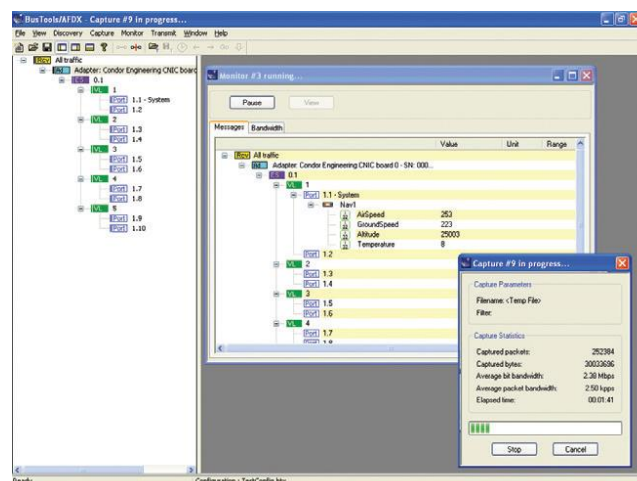 BusTools/AFDX - Capture #9 in progress...
File View Discovery Capture Monitor Transmit Window Help
All traffic
Adapter: Condor Engineering CNIC board
0.1
VL 1
Port 1.1 - System
Port 1.2
VL 2
Port 1.3
Port 1.4
VL 3
Port 1.5
Port 1.6
VL 4
Port 1.7
Port 1.8
VL 5
Port 1.9
Port 1.10
Monitor #3 running...
Pause View
Messages Bandwidth
Value Unit Range
All traffic
Adapter: Condor Engineering CNIC board 0 - SN: 000...
0.1
VL 1
Port 1.1 - System
Nav1
AirSpeed 253
GroundSpeed 223
Altitude 25003
Temperature 8
Port 1.2
VL 2
Port 1.3
Port 1.4
VL 3
Port 1.5
Port 1.6
VL 4
Port 1.7
Port 1.8
Capture #9 in progress...
Capture Parameters
Filename: <Temp File>
Filter:
Capture Statistics
Captured packets: 252384
Captured bytes: 30033696
Average bit bandwidth: 2.38 Mbps
Average packet bandwidth: 2.50 kpps
Elapsed time: 00:01:41
Stop Cancel
Ready